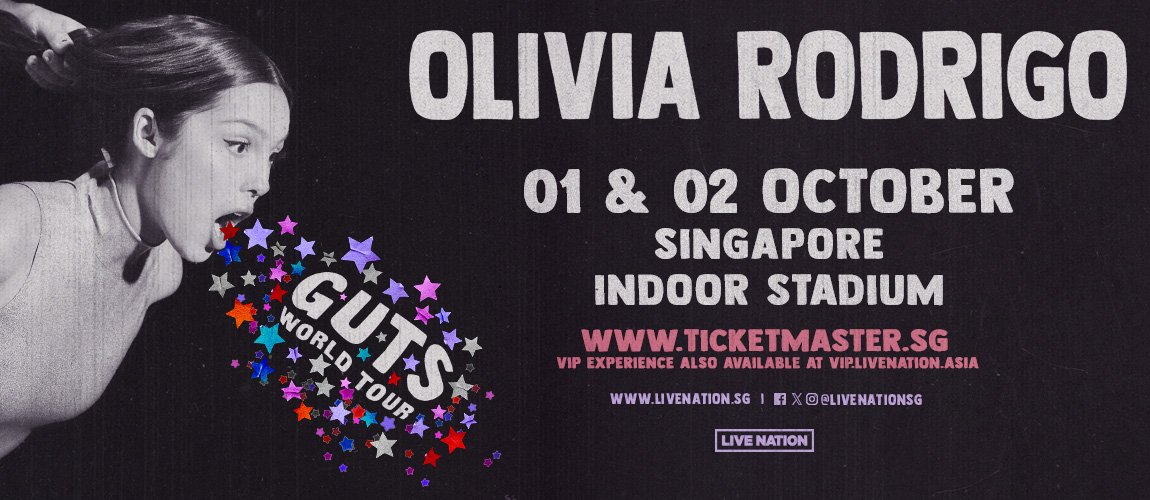 OLIVIA RODRIGO
01 & 02 OCTOBER
SINGAPORE
INDOOR STADIUM
WWW.TICKETMASTER.SG
VIP EXPERIENCE ALSO AVAILABLE AT VIP.LIVENATION.ASIA
WWW.LIVENATION.SG | @LIVENATIONSG
LIVE NATION
GUTS
WORLD TOUR